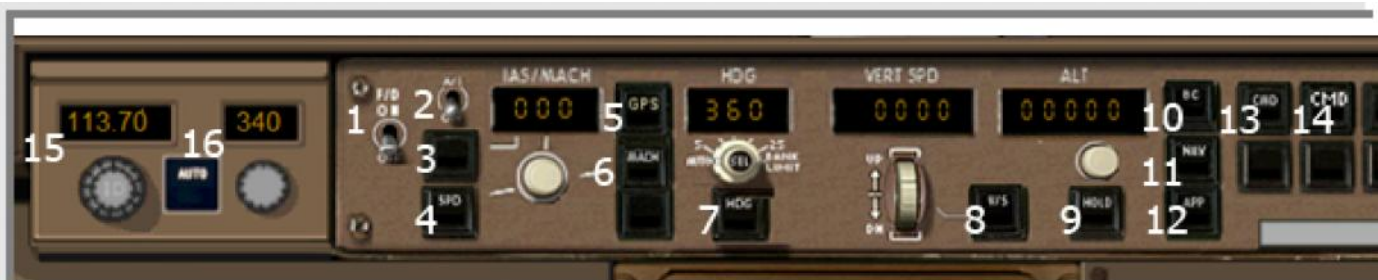 IAS/MACH
HDG
VERT SPD
ALT
F/D
ON
1
2
000
5
GPS
360
0000
00000
10
BC
13
CMD
14
CMD
113.70
340
15
16
AUTO
3
6
MACH
5
25
AUTO
SEL
BANK
LIMIT
UP
11
NAV
4
SPD
7
HDG
DN
8
V/S
9
HOLD
12
APP